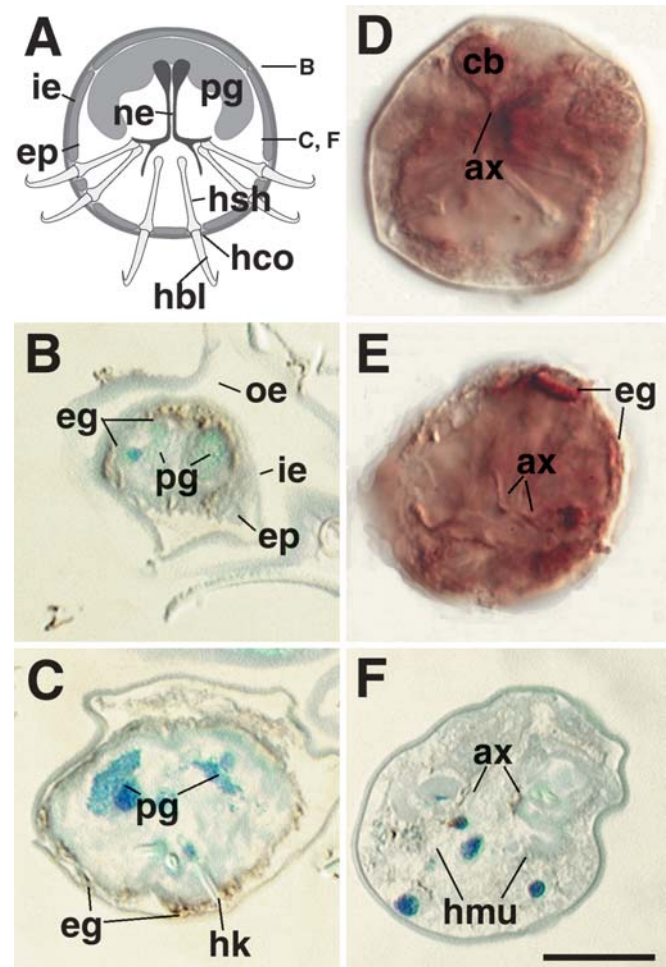 A
B
ie
pg
ne
C, F
ep
hsh
hco
hbl
D
cb
ax
B
oe
eg
pg
ie
ep
E
eg
ax
C
pg
eg
hk
F
ax
hmu